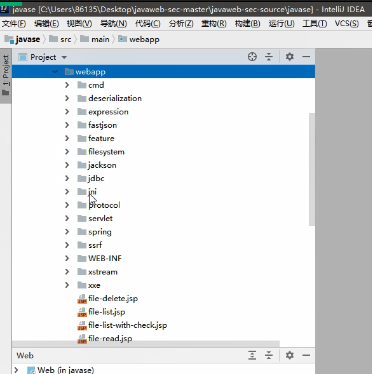 javase [C:\Users\86135\Desktop\javaweb-sec-master\javaweb-sec-source\javase] - IntelliJ IDEA
文件(F) 编辑(E) 视图(V) 导航(N) 代码(C) 分析(Z) 重构(R) 构建(B) 运行(U) 工具(T) VCS(S)
javase src main webapp
1: Project
Project
webapp
cmd
deserialization
expression
fastjson
feature
filesystem
jackson
jdbc
jni
protocol
servlet
spring
ssrf
WEB-INF
xstream
xxe
file-delete.jsp
file-list.jsp
file-list-with-check.jsp
file-read.jsp
Web
Web (in javase)